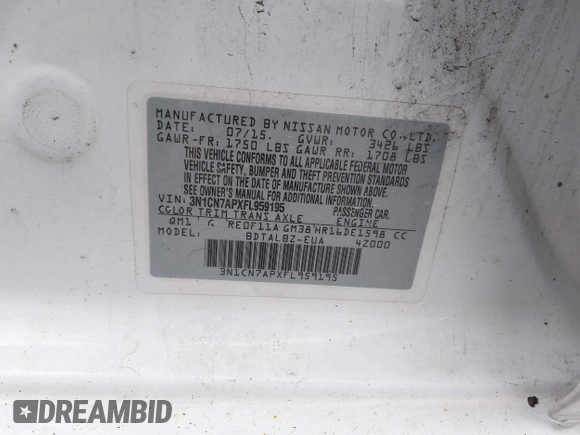 MANUFACTURED BY NISSAN MOTOR CO.,LTD.
DATE: 07/15. GVWR: 3426 LBS
GAWR-FR: 1750 LBS GAWR RR: 1708 LBS
THIS VEHICLE CONFORMS TO ALL APPLICABLE FEDERAL MOTOR
VEHICLE SAFETY, BUMPER AND THEFT PREVENTION STANDARDS
IN EFFECT ON THE DATE OF MANUFACTURE SHOWN ABOVE.
SEE OWNER'S MANUAL FOR ADDITIONAL INFORMATION
VIN: 3N1CN7APXFL959195 PASSENGER CAR.
COLOR TRIM TRANS AXLE ENGINE
QM1 G RE0F11A GM38 HR16DE1598 CC
MODEL: BDTALBZ-EUA 4Z000
3N1CN7APXFL959195
DREAMBID